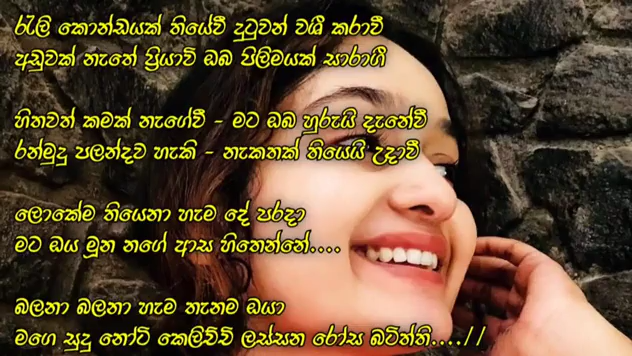 රැලි කොන්ඩයක් තියේවී දුටුවන් වශී කරාවී
අඩුවක් නැතේ ප්‍රියාවි ඔබ පිලිමයක් සාරාගී
හිතවත් කමක් නැගේවී - මට ඔබ හුරුයි දැනේවී
රන්මුදු පලන්දව හැකි - නැකතක් තියෙයි උදාවී
ලොකේම තියෙනා හැම දේ පරදා
මට ඔය මූන නගේ ආස හිතෙන්නේ....
බලනා බලනා හැම තැනම ඔයා
මගෙ සුදු නෝටි කෙලිච්චි ලස්සන රෝස බටිත්ති....//